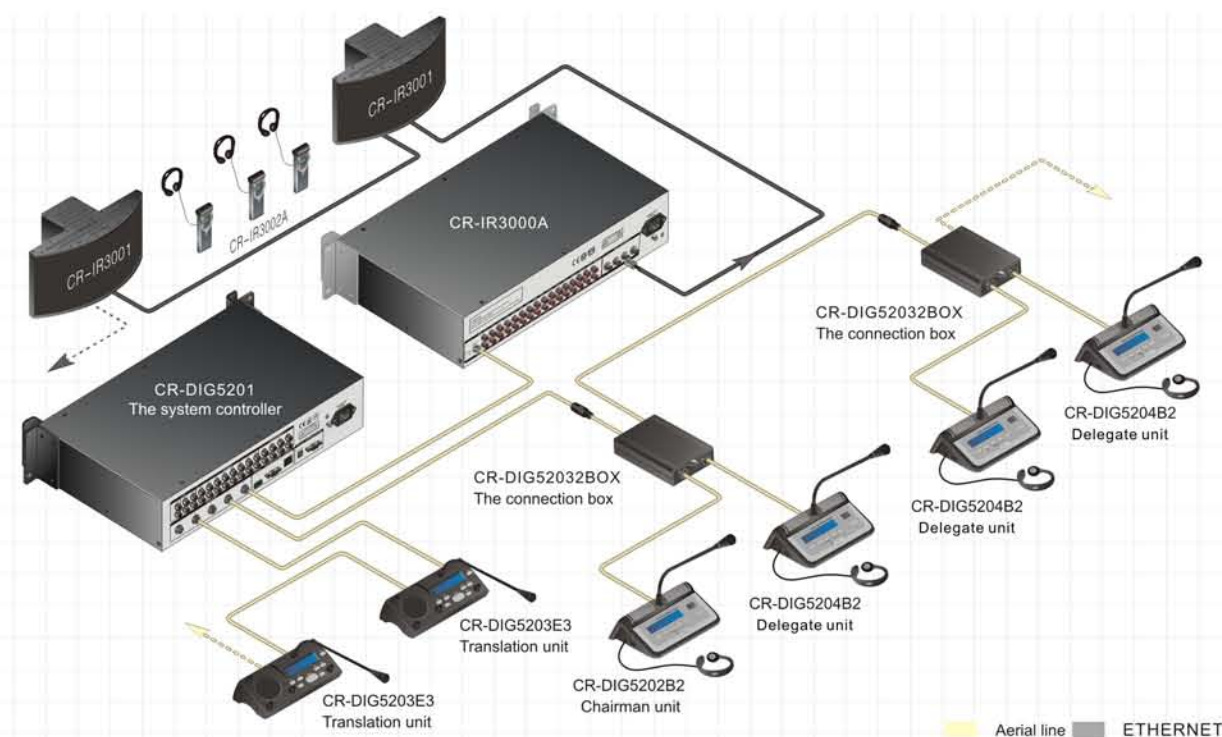 CR-IR3001
CR-IR3001
CR-IR3002A
CR-IR3000A
CR-DIG5201
The system controller
CR-DIG52032BOX
The connection box
CR-DIG5204B2
Delegate unit
CR-DIG5204B2
Delegate unit
CR-DIG52032BOX
The connection box
CR-DIG5204B2
Delegate unit
CR-DIG5203E3
Translation unit
CR-DIG5202B2
Chairman unit
CR-DIG5203E3
Translation unit
Aerial line
ETHERNET